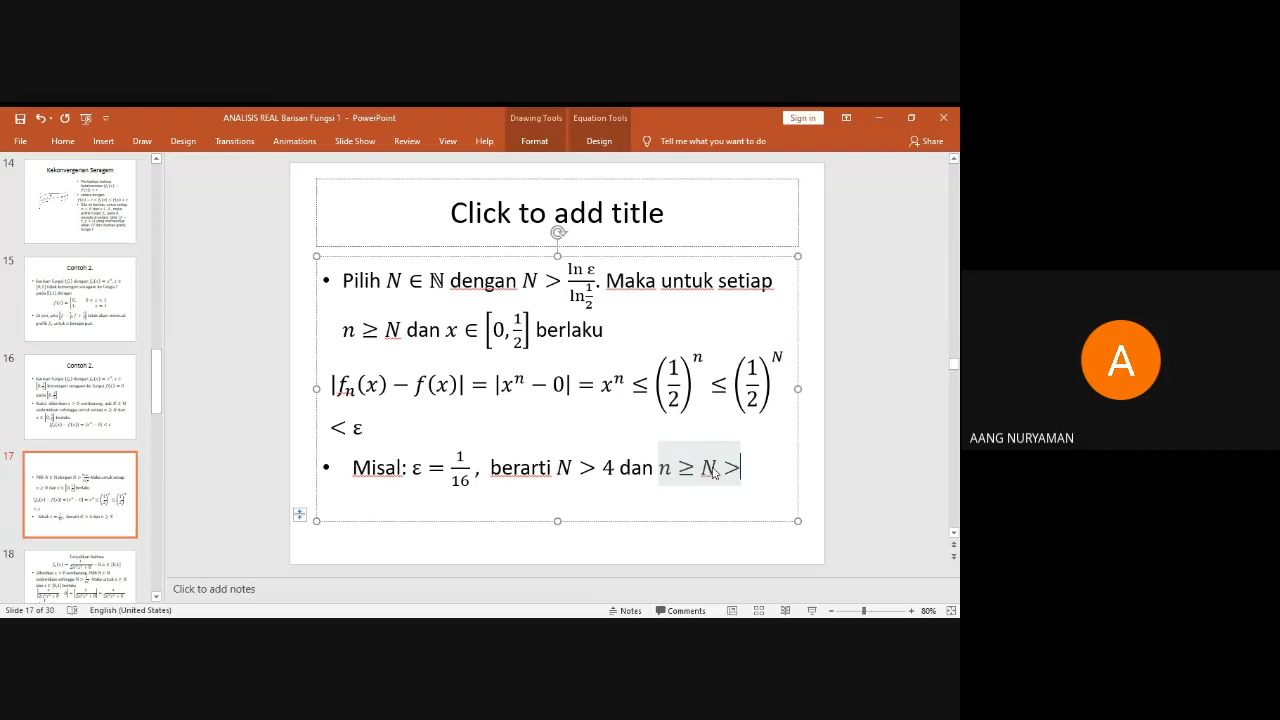 ANALISIS REAL Barisan Fungsi 1 - PowerPoint
Drawing Tools
Equation Tools
Sign in
File Home Insert Draw Design Transitions Animations Slide Show Review View Help Format Design Tell me what you want to do
Share
14
Kekonvergenan Seragam
15
Contoh 2.
16
Contoh 2.
17
18
Click to add title
• Pilih N ∈ ℕ dengan N > ln ε / ln 1/2. Maka untuk setiap
n ≥ N dan x ∈ [0, 1/2] berlaku
|fₙ(x) − f(x)| = |xⁿ − 0| = xⁿ ≤ (1/2)ⁿ ≤ (1/2)ᴺ
< ε
• Misal: ε = 1/16, berarti N > 4 dan n ≥ N >
Click to add notes
Slide 17 of 30
English (United States)
Notes
Comments
80%
A
AANG NURYAMAN